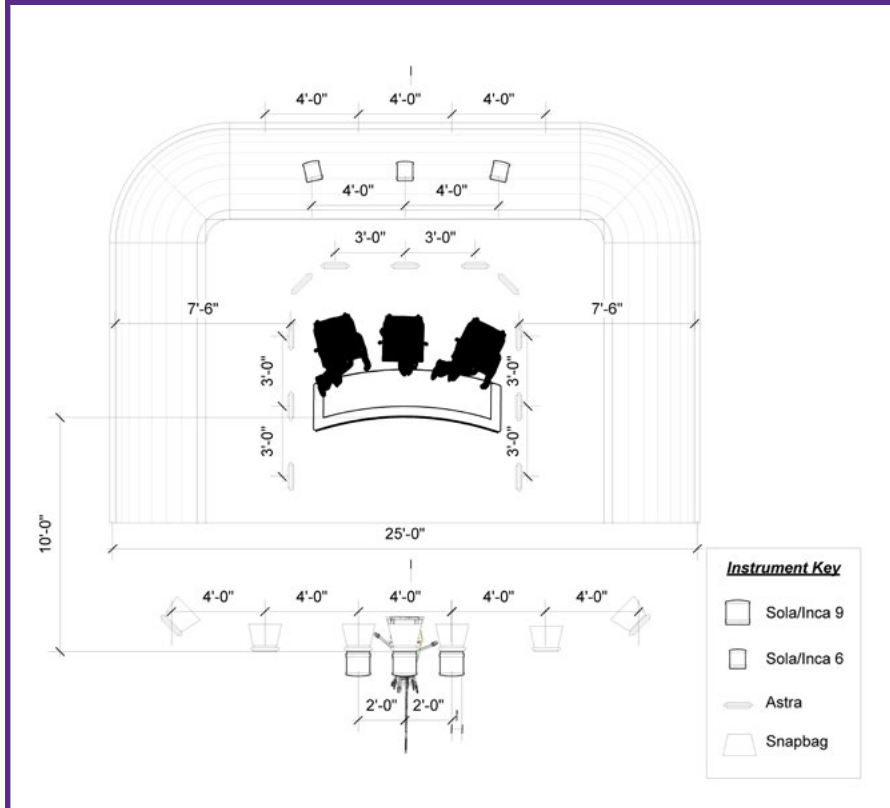 4'-0" 4'-0" 4'-0"
4'-0" 4'-0"
3'-0" 3'-0"
7'-6" 7'-6"
3'-0" 3'-0"
3'-0" 3'-0"
10'-0"
25'-0"
4'-0" 4'-0" 4'-0" 4'-0" 4'-0"
2'-0" 2'-0"
Instrument Key
Sola/Inca 9
Sola/Inca 6
Astra
Snapbag